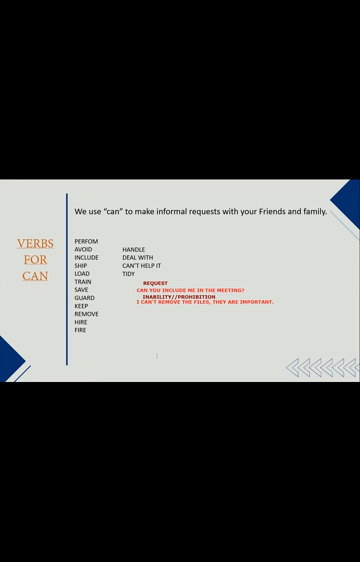 We use “can” to make informal requests with your Friends and family.
VERBS
FOR
CAN
PERFOM
AVOID
INCLUDE
SHIP
LOAD
TRAIN
SAVE
GUARD
KEEP
REMOVE
HIRE
FIRE
HANDLE
DEAL WITH
CAN'T HELP IT
TIDY
REQUEST
CAN YOU INCLUDE ME IN THE MEETING?
INABILITY//PROHIBITION
I CAN'T REMOVE THE FILES, THEY ARE IMPORTANT.